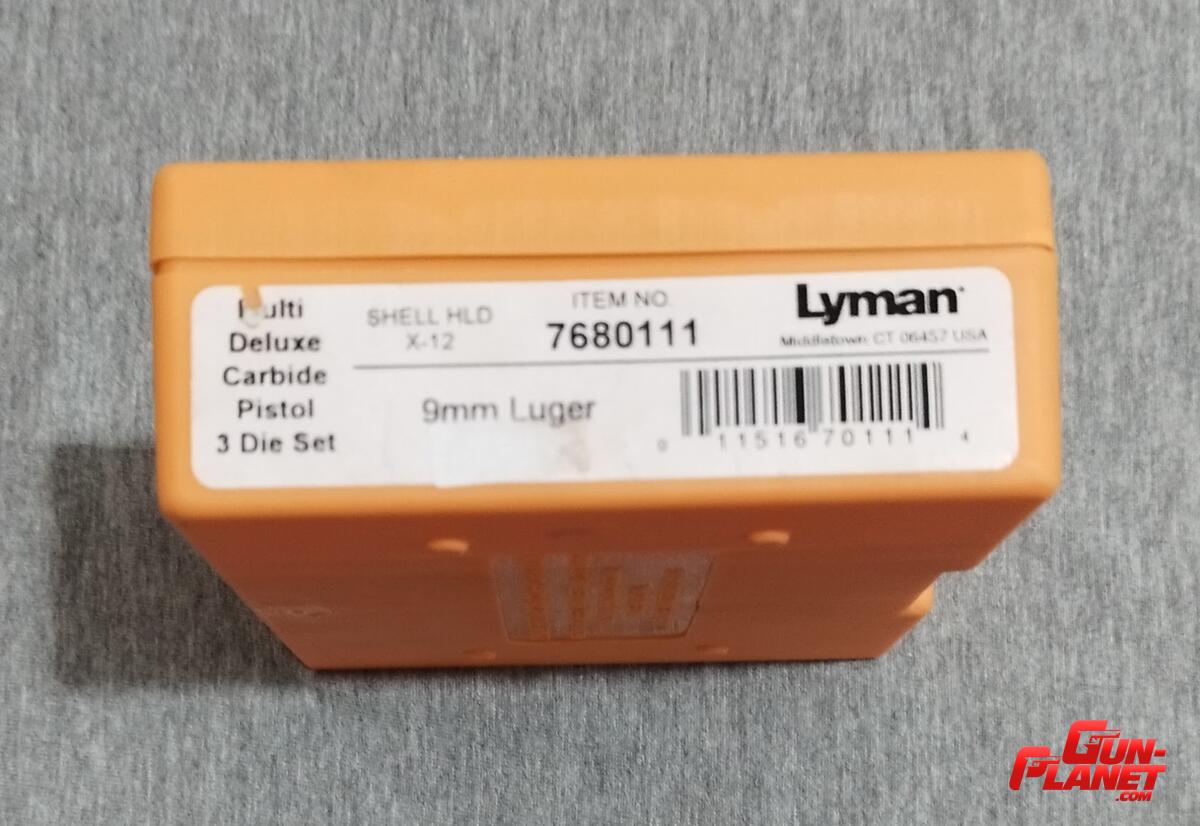 Multi
Deluxe
Carbide
Pistol
3 Die Set
SHELL HLD
X-12
ITEM NO.
7680111
Lyman
Middletown CT 06457 USA
9mm Luger
0 11516 70111 4
GUN-
PLANET
.COM